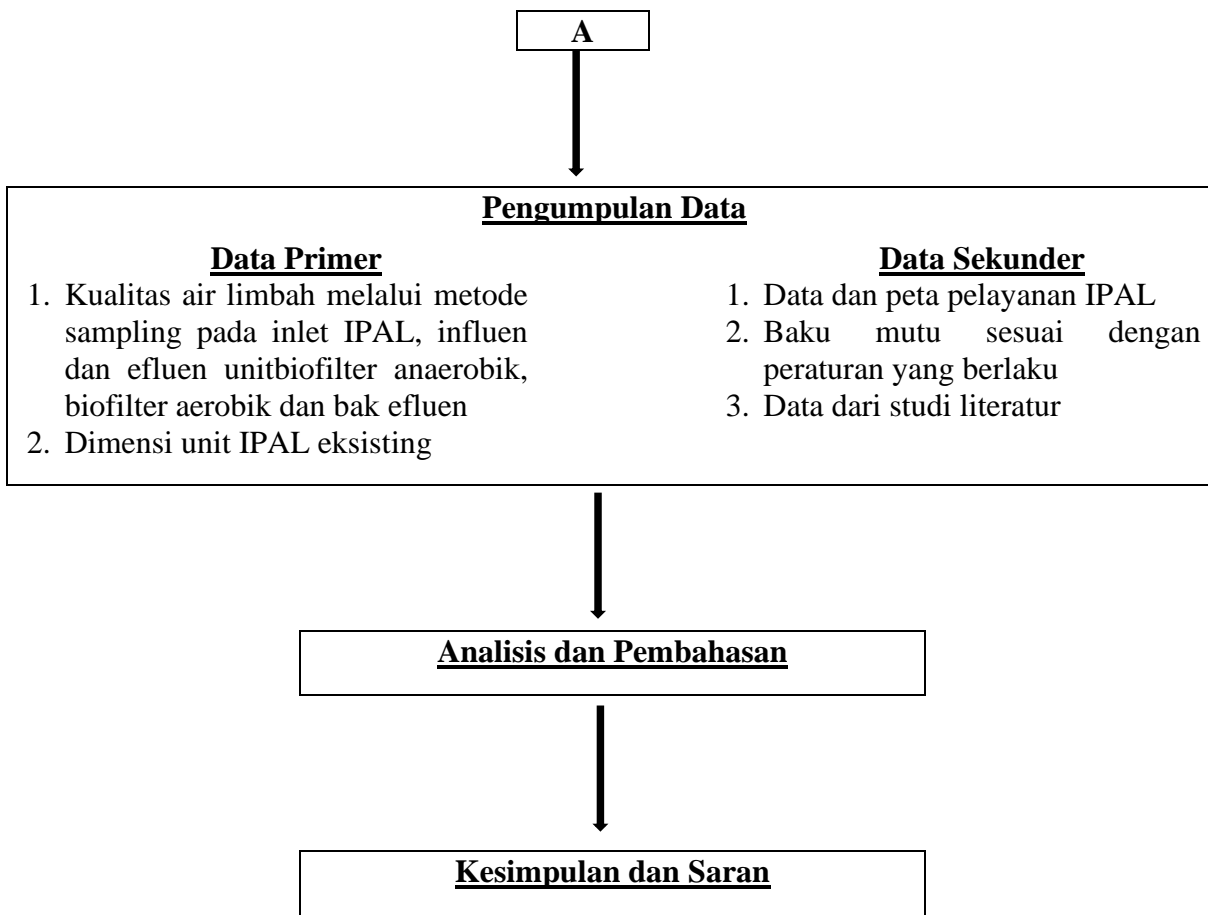 A
Pengumpulan Data
Data Primer
1. Kualitas air limbah melalui metode
sampling pada inlet IPAL, influen
dan efluen unitbiofilter anaerobik,
biofilter aerobik dan bak efluen
2. Dimensi unit IPAL eksisting
Data Sekunder
1. Data dan peta pelayanan IPAL
2. Baku mutu sesuai dengan
peraturan yang berlaku
3. Data dari studi literatur
Analisis dan Pembahasan
Kesimpulan dan Saran